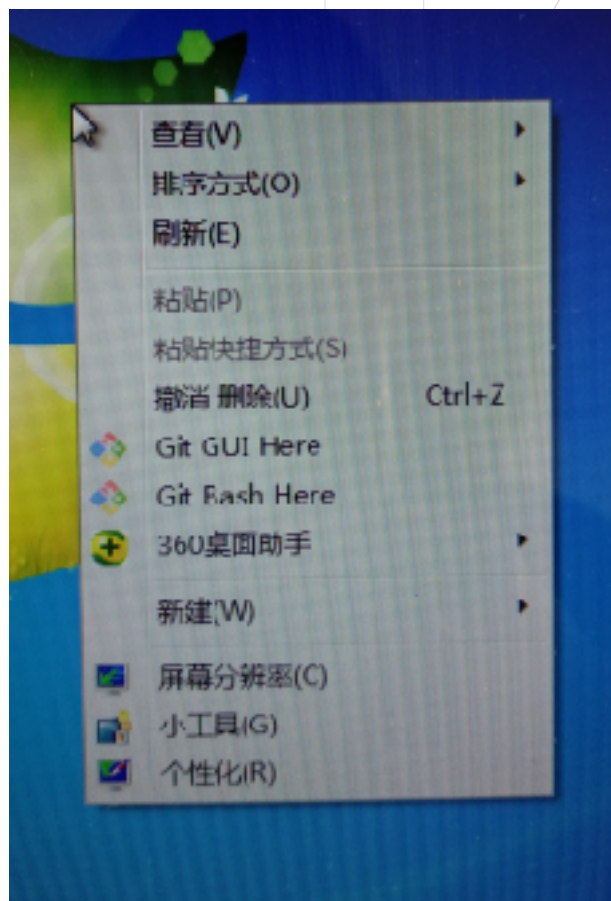 查看(V)
排序方式(O)
刷新(E)
粘贴(P)
粘贴快捷方式(S)
撤消 删除(U) Ctrl+Z
Git GUI Here
Git Bash Here
360桌面助手
新建(W)
屏幕分辨率(C)
小工具(G)
个性化(R)